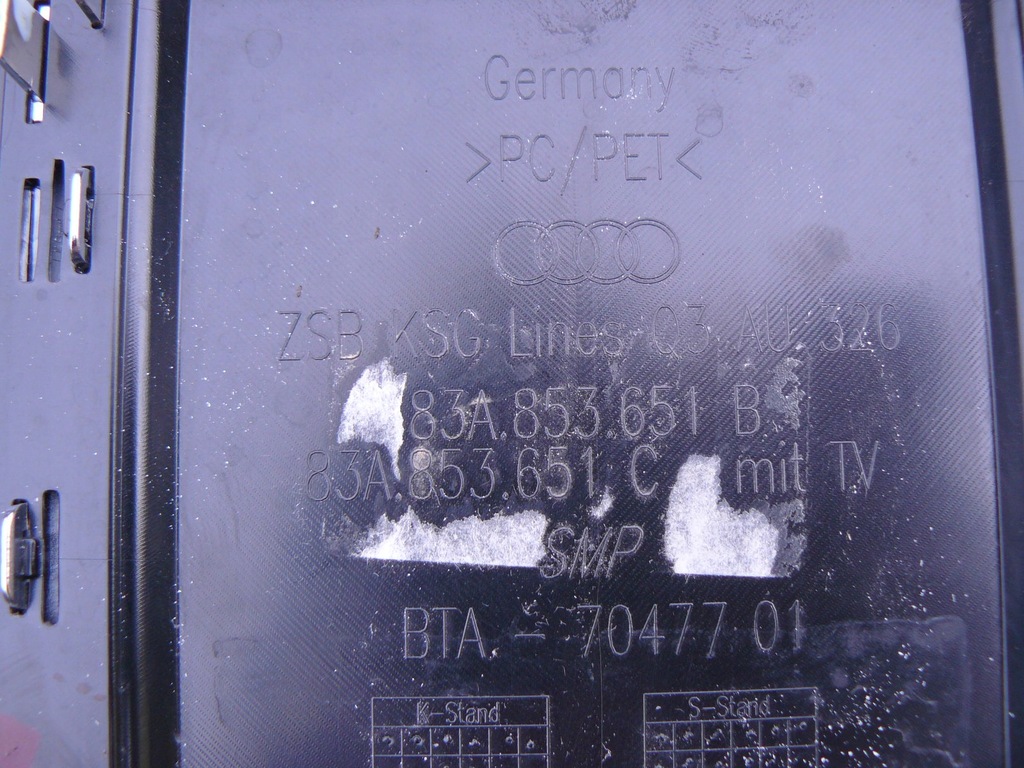 Germany
>PC/PET<
ZSB KSG Lines Q3 AU 326
83A.853.651 B
83A.853.651 C mit TV
SMP
BTA - 70477 01
K-Stand S-Stand